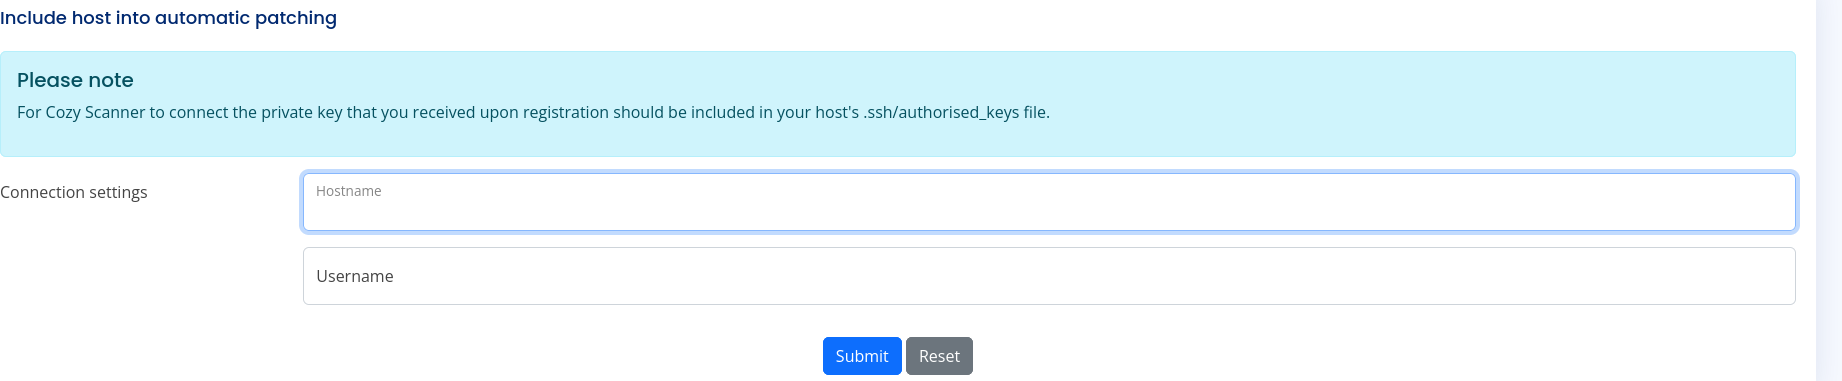 Include host into automatic patching
Please note
For Cozy Scanner to connect the private key that you received upon registration should be included in your host's .ssh/authorised_keys file.
Connection settings
Hostname
Username
Submit
Reset